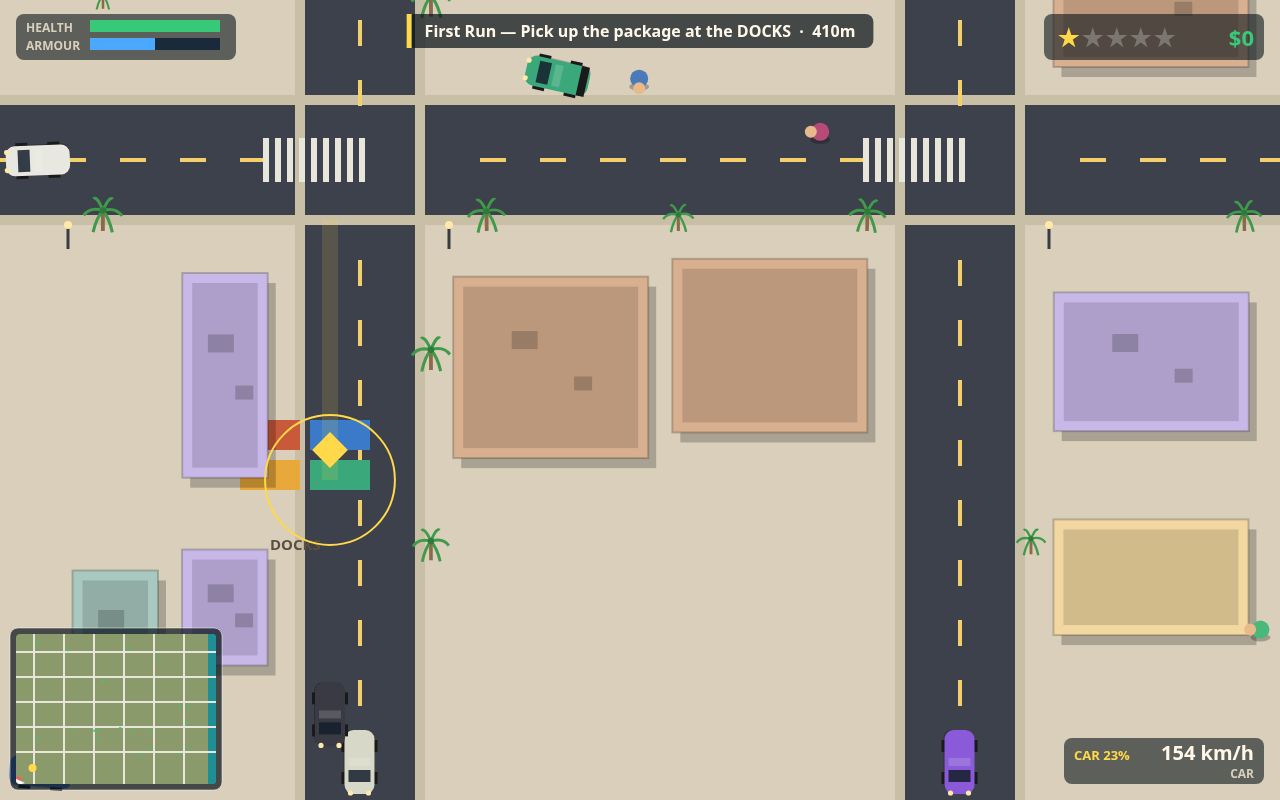 HEALTH
ARMOUR
First Run — Pick up the package at the DOCKS · 410m
$0
DOCKS
CAR 23%
154 km/h
CAR